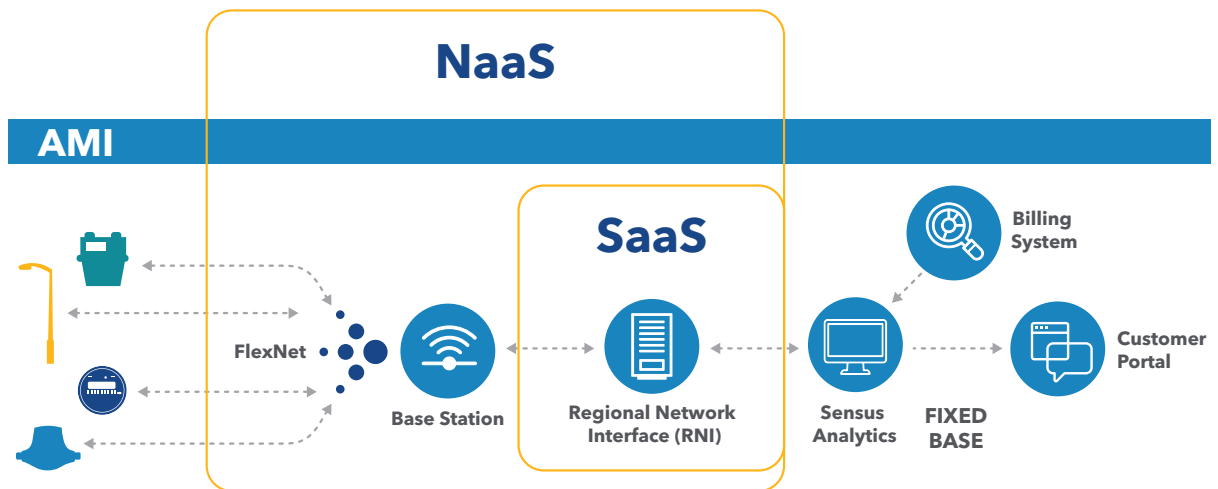 NaaS
AMI
SaaS
Billing
System
FlexNet
Customer
Portal
Base Station
Regional Network
Interface (RNI)
Sensus
Analytics
FIXED
BASE